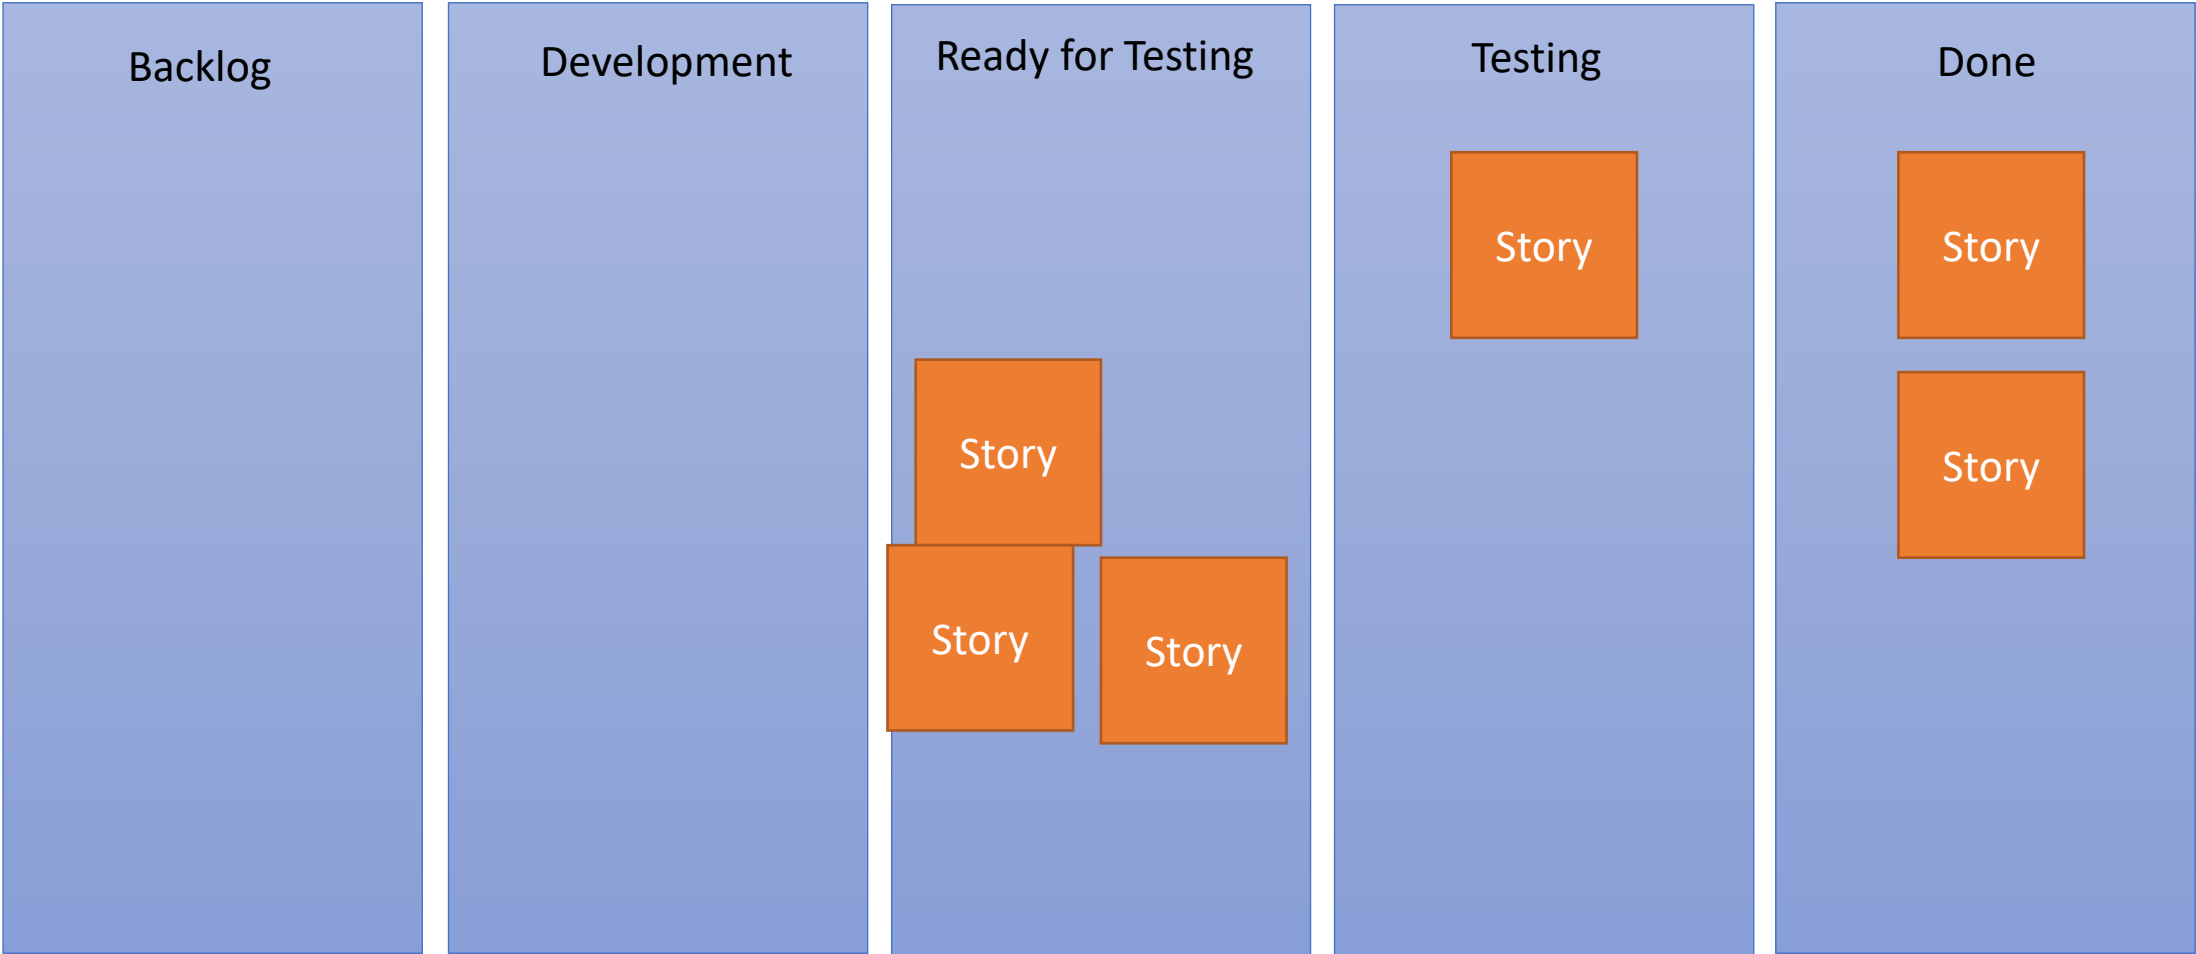 Backlog
Development
Ready for Testing
Testing
Done
Story
Story
Story
Story
Story
Story